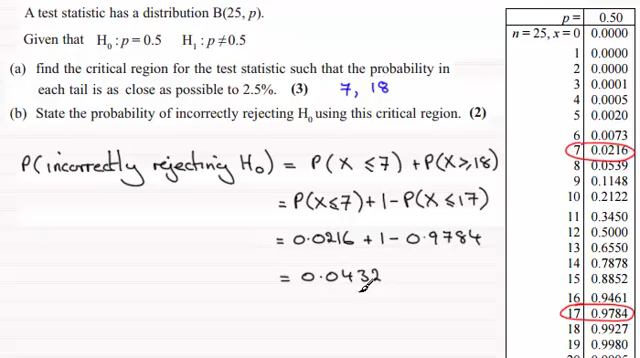 A test statistic has a distribution B(25, p).
Given that H₀ : p = 0.5 H₁ : p ≠ 0.5
(a) find the critical region for the test statistic such that the probability in
each tail is as close as possible to 2.5%. (3) 7, 18
(b) State the probability of incorrectly rejecting H₀ using this critical region. (2)
P(incorrectly rejecting H₀) = P(X ≤ 7) + P(X ≥ 18)
= P(X ≤ 7) + 1 − P(X ≤ 17)
= 0.0216 + 1 − 0.9784
= 0.0432
p = 0.50
n = 25, x = 0 0.0000
1 0.0000
2 0.0000
3 0.0001
4 0.0005
5 0.0020
6 0.0073
7 0.0216
8 0.0539
9 0.1148
10 0.2122
11 0.3450
12 0.5000
13 0.6550
14 0.7878
15 0.8852
16 0.9461
17 0.9784
18 0.9927
19 0.9980